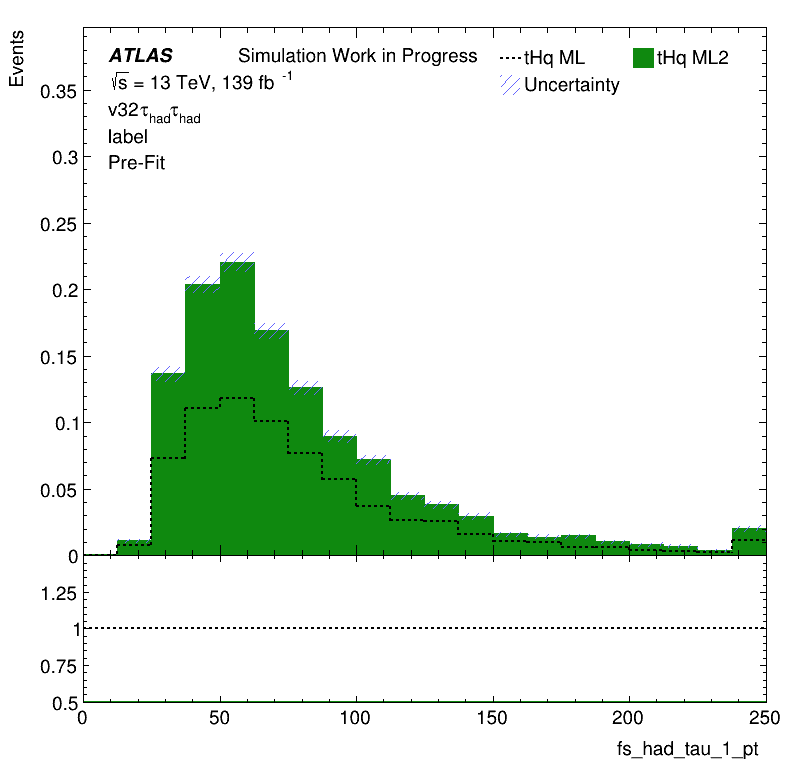 Events
ATLAS Simulation Work in Progress
√s = 13 TeV, 139 fb -1
v32τhadτhad
label
Pre-Fit
tHq ML
tHq ML2
Uncertainty
0.35
0.3
0.25
0.2
0.15
0.1
0.05
0
1.25
1
0.75
0.5
0 50 100 150 200 250
fs_had_tau_1_pt